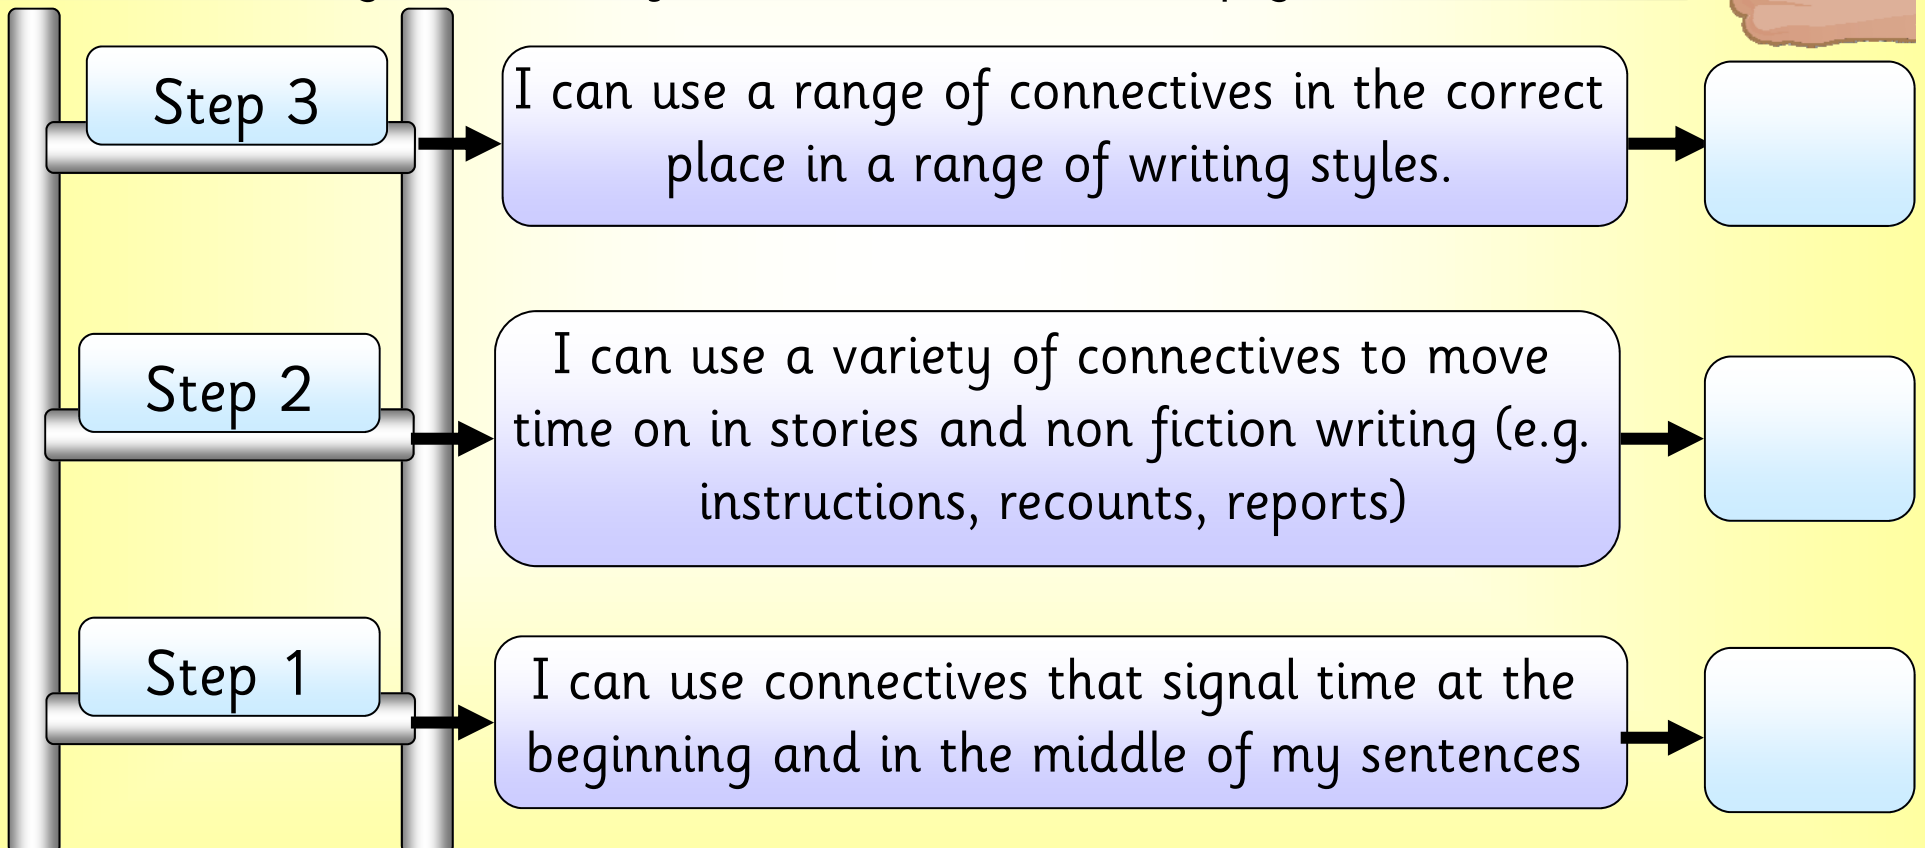 Step 3
I can use a range of connectives in the correct
place in a range of writing styles.
Step 2
I can use a variety of connectives to move
time on in stories and non fiction writing (e.g.
instructions, recounts, reports)
Step 1
I can use connectives that signal time at the
beginning and in the middle of my sentences